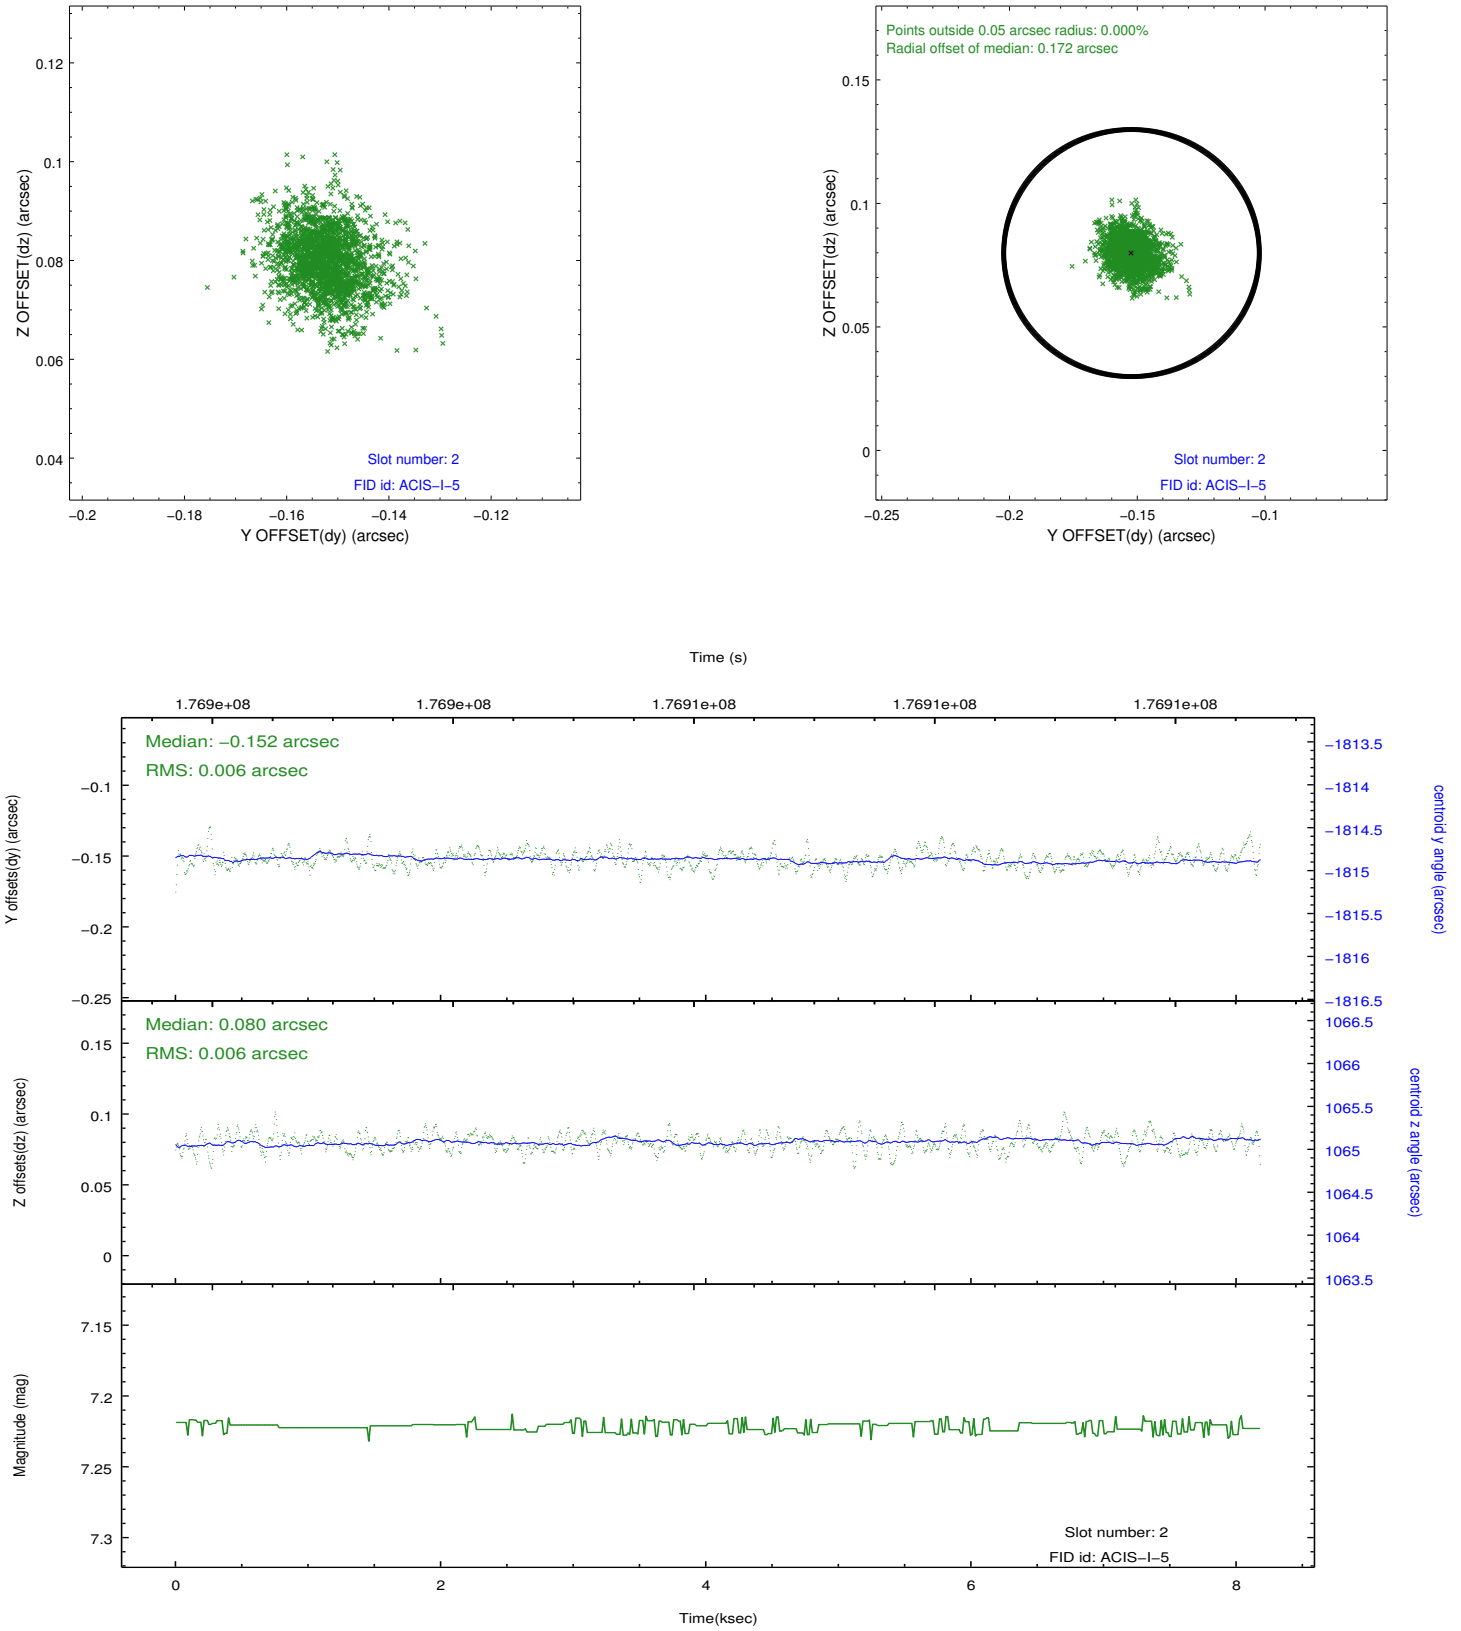 0.12
0.1
0.08
0.06
0.04
Z OFFSET(dz) (arcsec)
Slot number: 2
FID id: ACIS−I−5
−0.2 −0.18 −0.16 −0.14 −0.12
Y OFFSET(dy) (arcsec)
Points outside 0.05 arcsec radius: 0.000%
Radial offset of median: 0.172 arcsec
0.15
0.1
0.05
0
Z OFFSET(dz) (arcsec)
Slot number: 2
FID id: ACIS−I−5
−0.25 −0.2 −0.15 −0.1
Y OFFSET(dy) (arcsec)
Time (s)
1.769e+08 1.769e+08 1.7691e+08 1.7691e+08 1.7691e+08
Median: −0.152 arcsec
RMS: 0.006 arcsec
−0.1
−0.15
−0.2
−0.25
Y offsets(dy) (arcsec)
−1813.5
−1814
−1814.5
−1815
−1815.5
−1816
−1816.5
centroid y angle (arcsec)
Median: 0.080 arcsec
RMS: 0.006 arcsec
0.15
0.1
0.05
0
Z offsets(dz) (arcsec)
1066.5
1066
1065.5
1065
1064.5
1064
1063.5
centroid z angle (arcsec)
7.15
7.2
7.25
7.3
Magnitude (mag)
Slot number: 2
FID id: ACIS−I−5
0 2 4 6 8
Time(ksec)